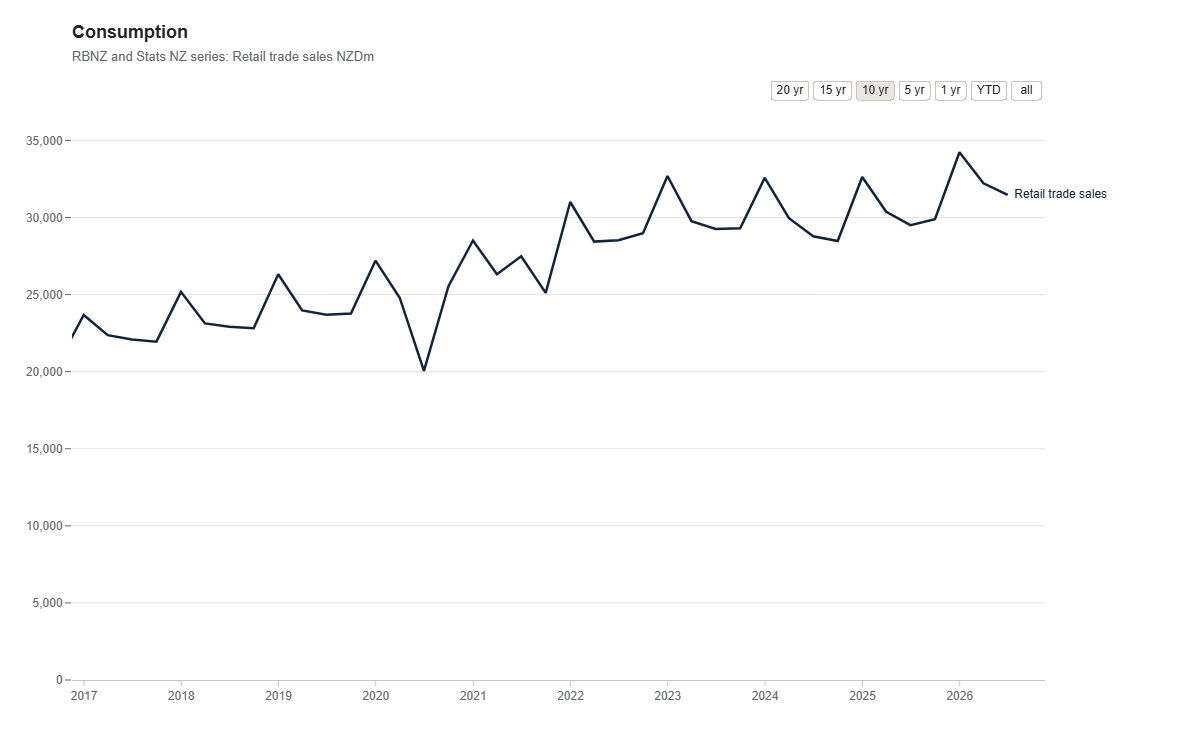 Consumption
RBNZ and Stats NZ series: Retail trade sales NZDm
20 yr 15 yr 10 yr 5 yr 1 yr YTD all
35,000
30,000
Retail trade sales
25,000
20,000
15,000
10,000
5,000
0
2017 2018 2019 2020 2021 2022 2023 2024 2025 2026